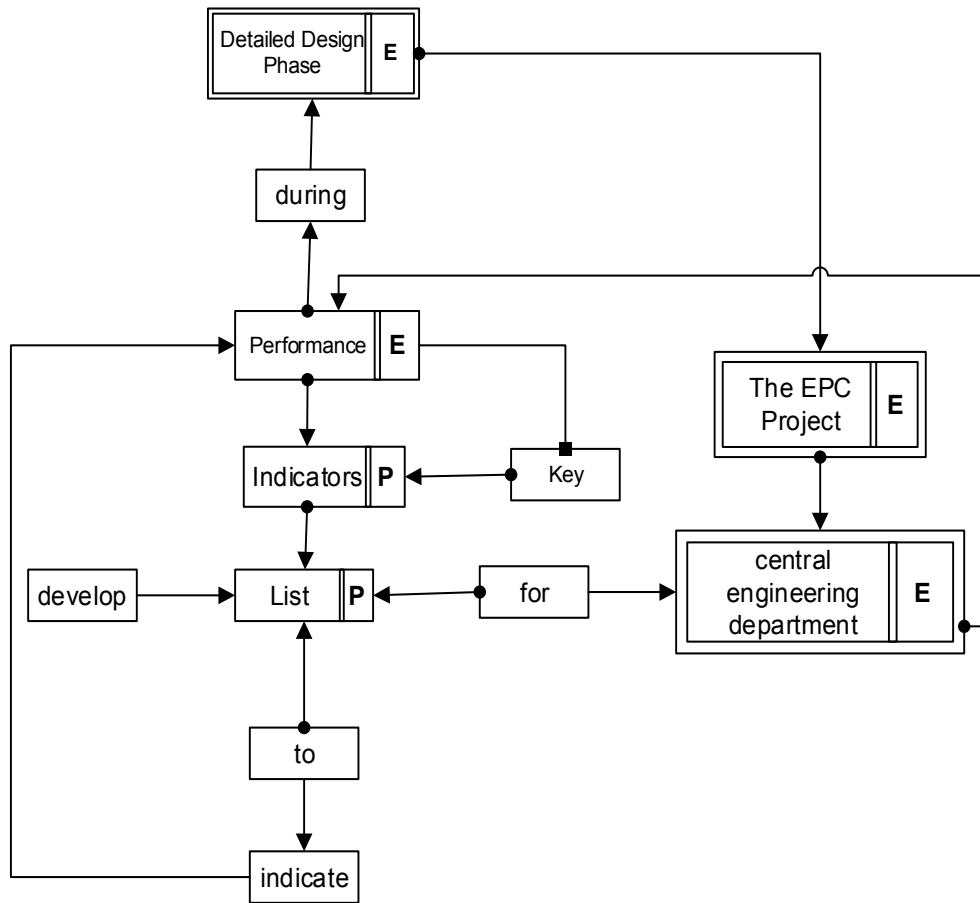 Detailed Design
Phase
E
during
Performance
E
The EPC
Project
E
Indicators
P
Key
develop
List
P
for
central
engineering
department
E
to
indicate